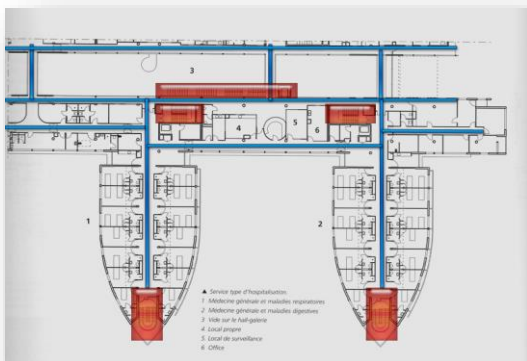 3
4
5
6
1
2
▲ Service type d'hospitalisation.
1 Médecine générale et maladies respiratoires
2 Médecine générale et maladies digestives
3 Vide sur le hall-galerie
4 Local propre
5 Local de surveillance
6 Office